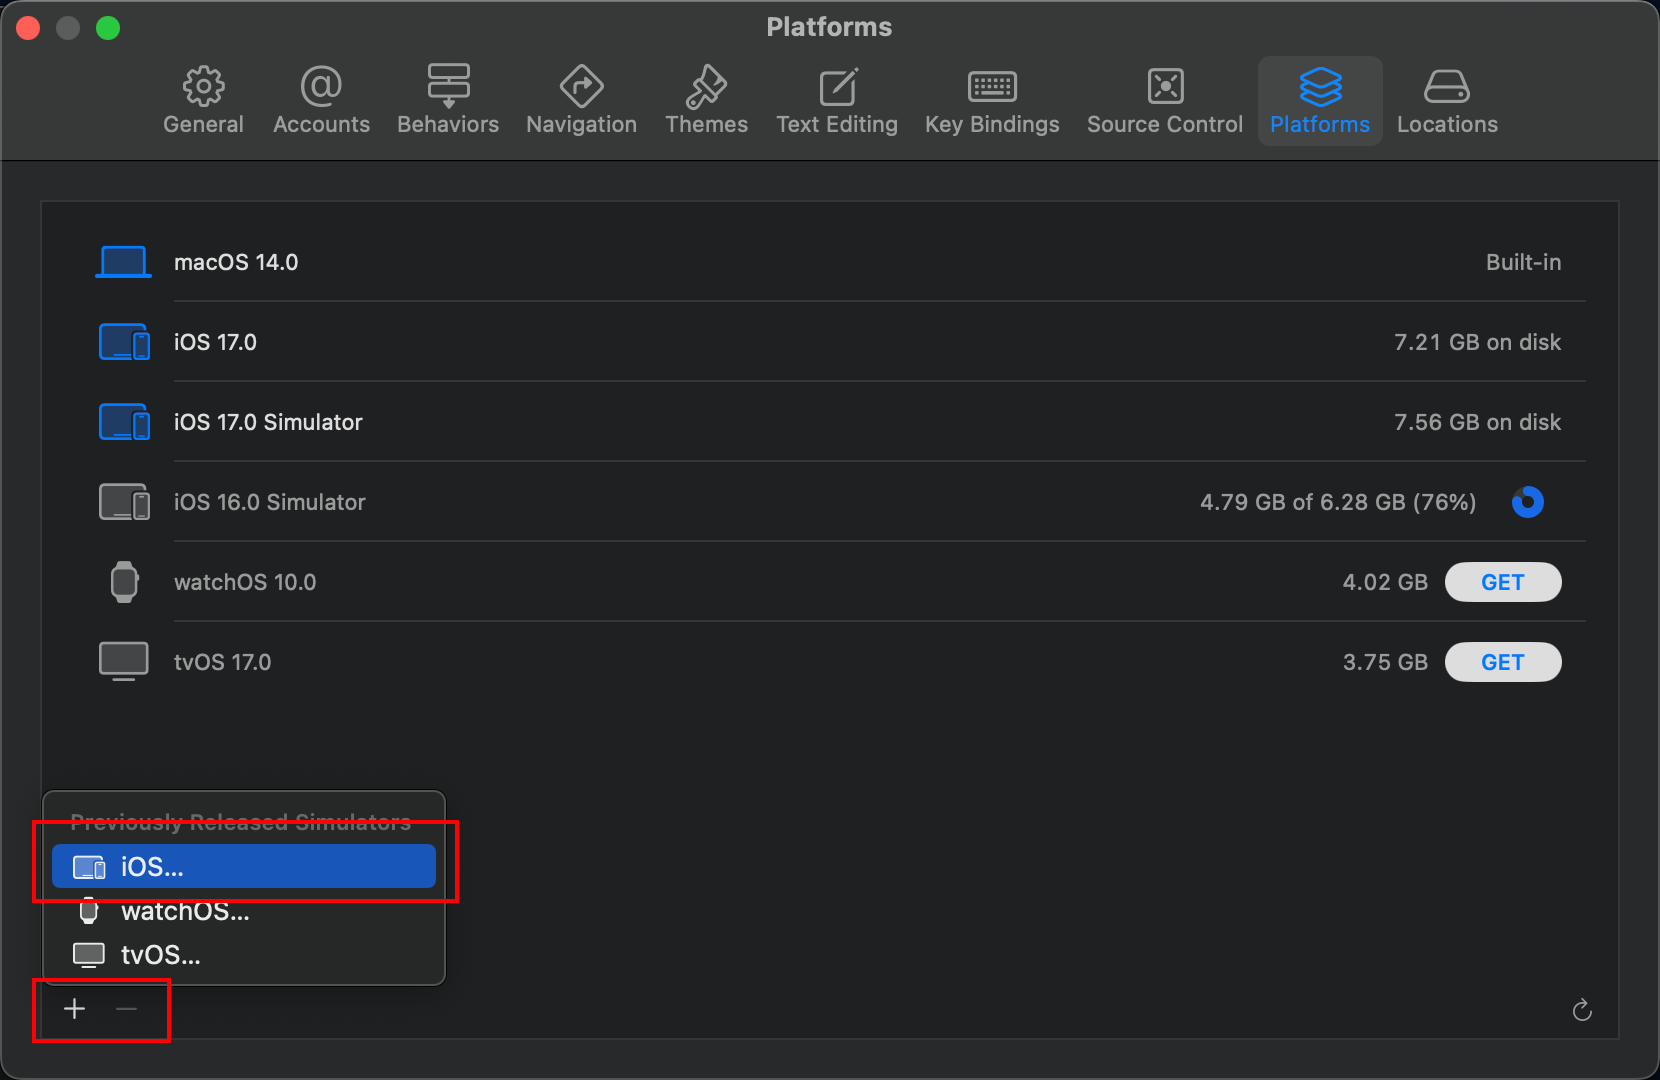 Platforms
General Accounts Behaviors Navigation Themes Text Editing Key Bindings Source Control Platforms Locations
macOS 14.0 Built-in
iOS 17.0 7.21 GB on disk
iOS 17.0 Simulator 7.56 GB on disk
iOS 16.0 Simulator 4.79 GB of 6.28 GB (76%)
watchOS 10.0 4.02 GB GET
tvOS 17.0 3.75 GB GET
Previously Released Simulators
iOS...
watchOS...
tvOS...